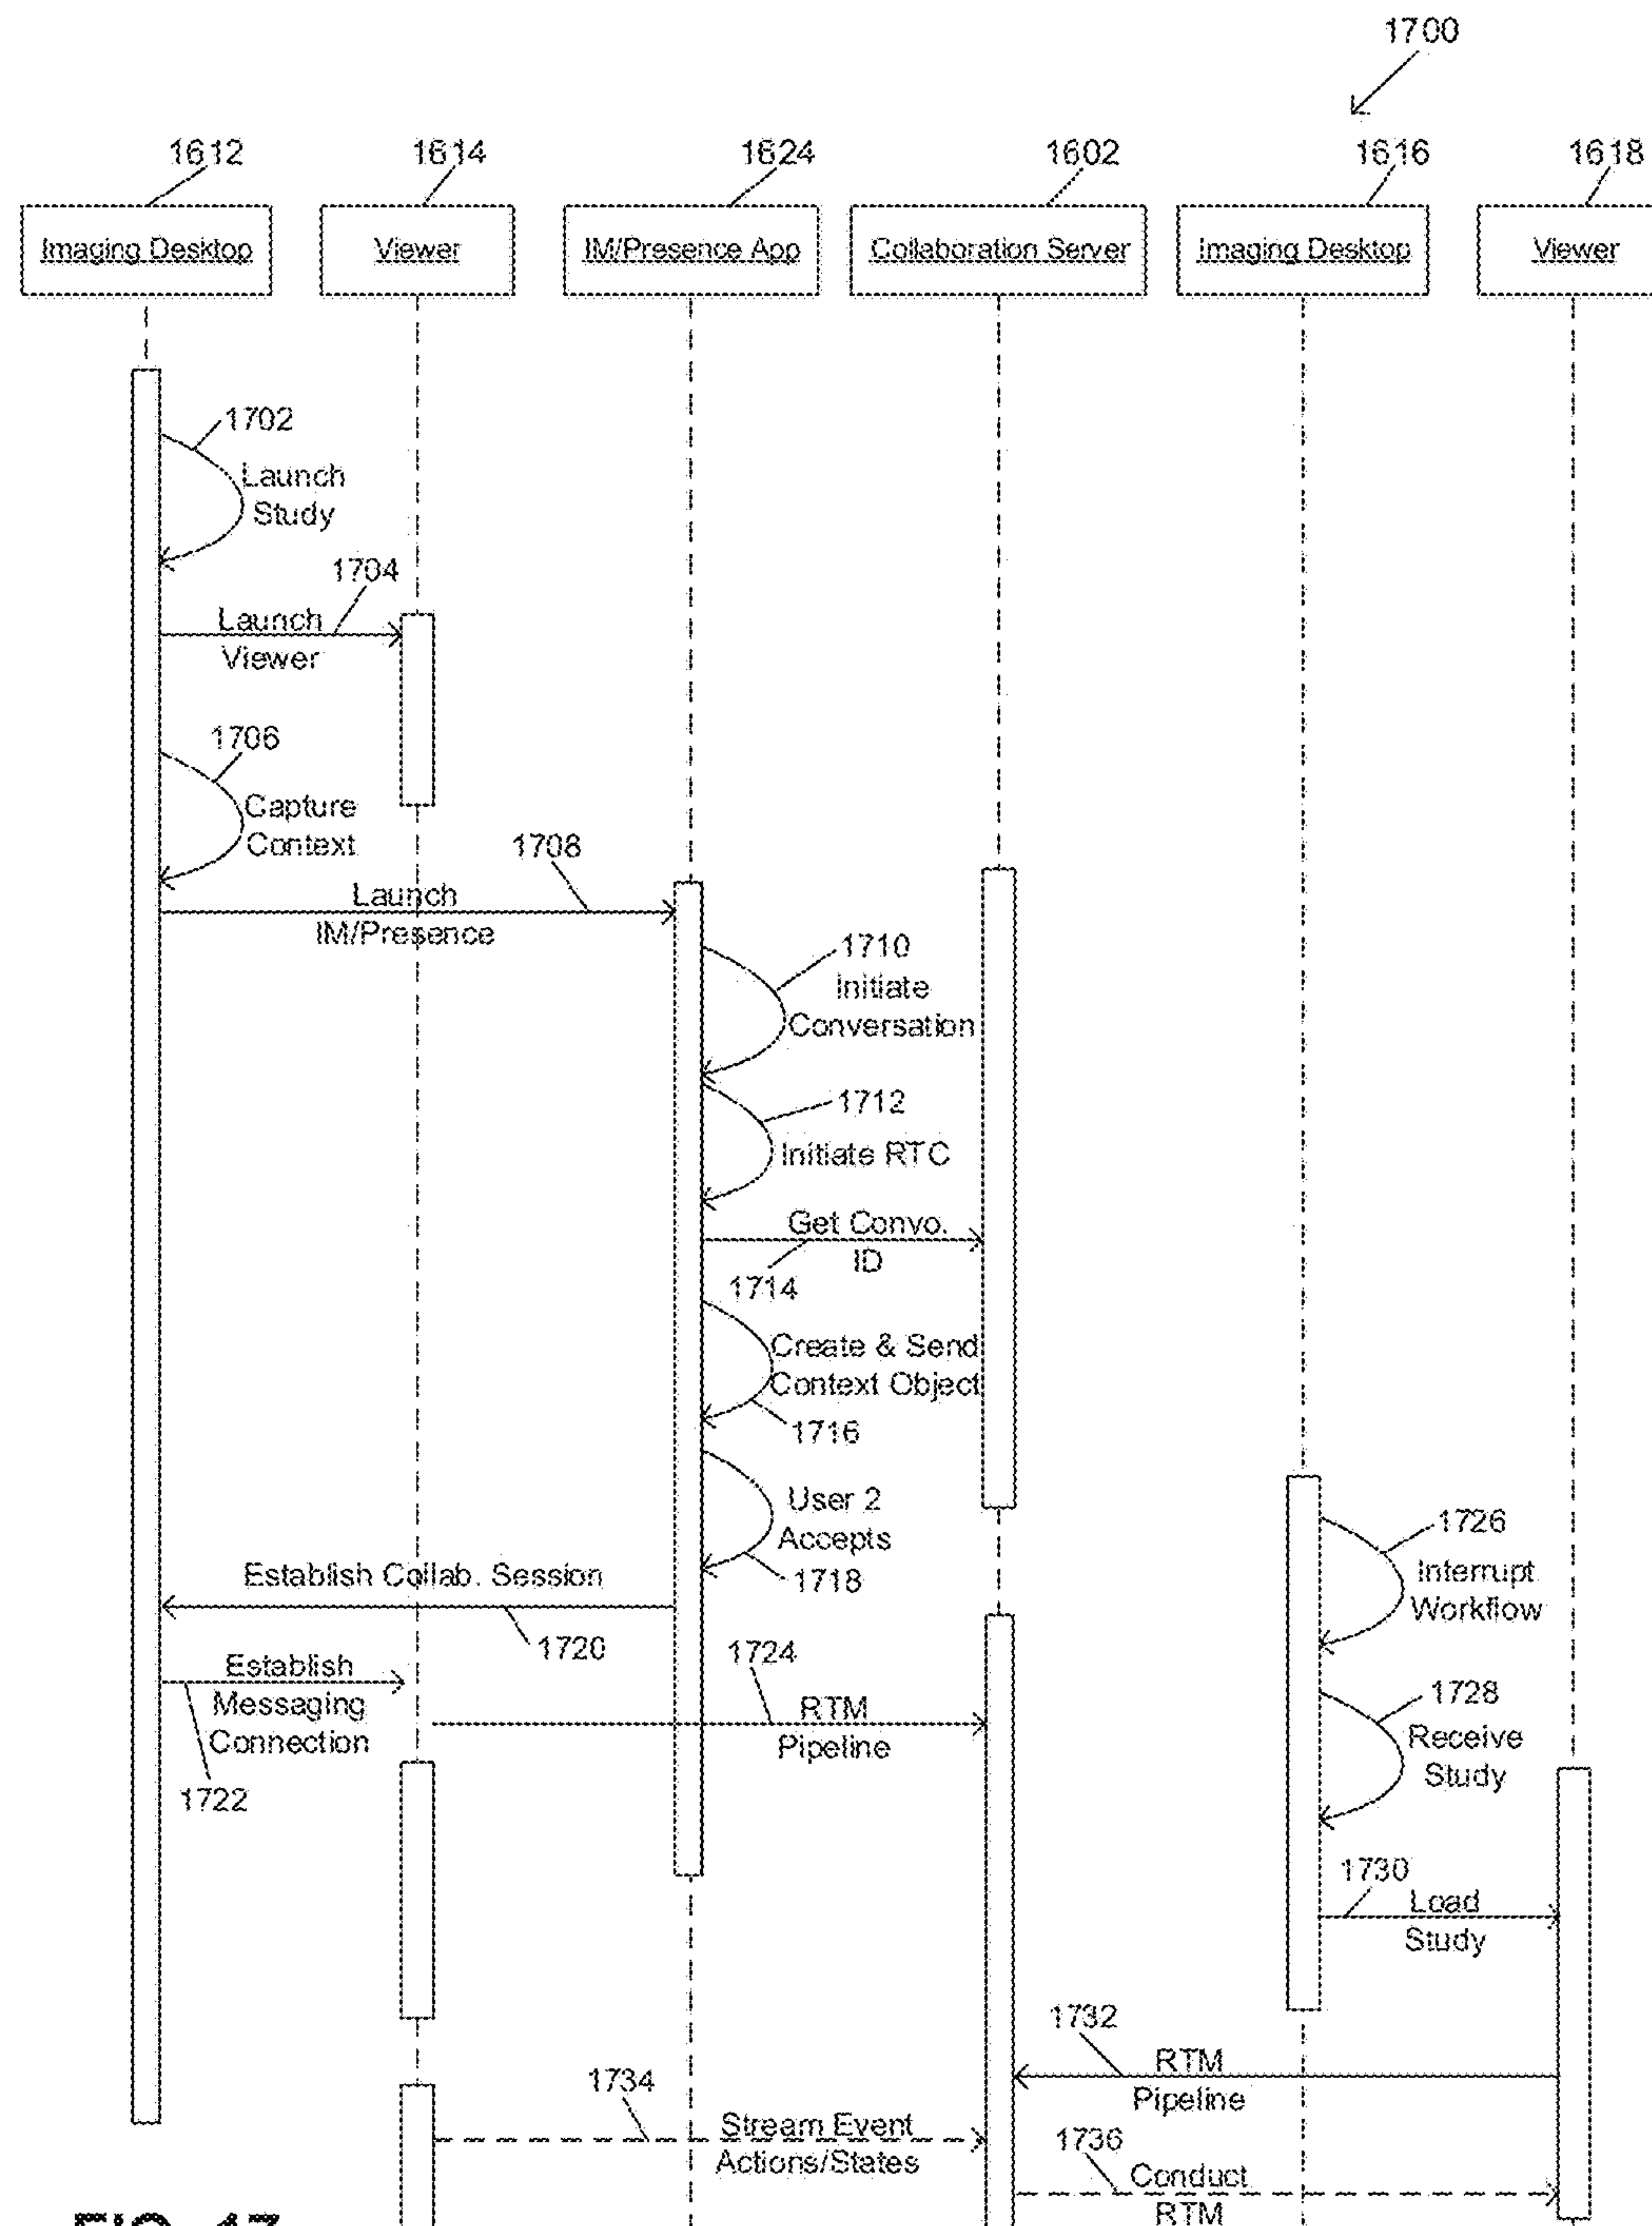 1700
1612
1614
1624
1602
1616
1618
Imaging Desktop
Viewer
IM/Presence App
Collaboration Server
Imaging Desktop
Viewer
1702
Launch
Study
1704
Launch
Viewer
1706
Capture
Context
1708
Launch
IM/Presence
1710
Initiate
Conversation
1712
Initiate RTC
Get Convo.
ID
1714
Create & Send
Context Object
1716
User 2
Accepts
1718
Establish Collab. Session
1720
Establish
Messaging
Connection
1722
1724
RTM
Pipeline
1726
Interrupt
Workflow
1728
Receive
Study
1730
Load
Study
1732
RTM
Pipeline
1734
Stream Event
Actions/States
1736
Conduct
RTM
FIG. 17